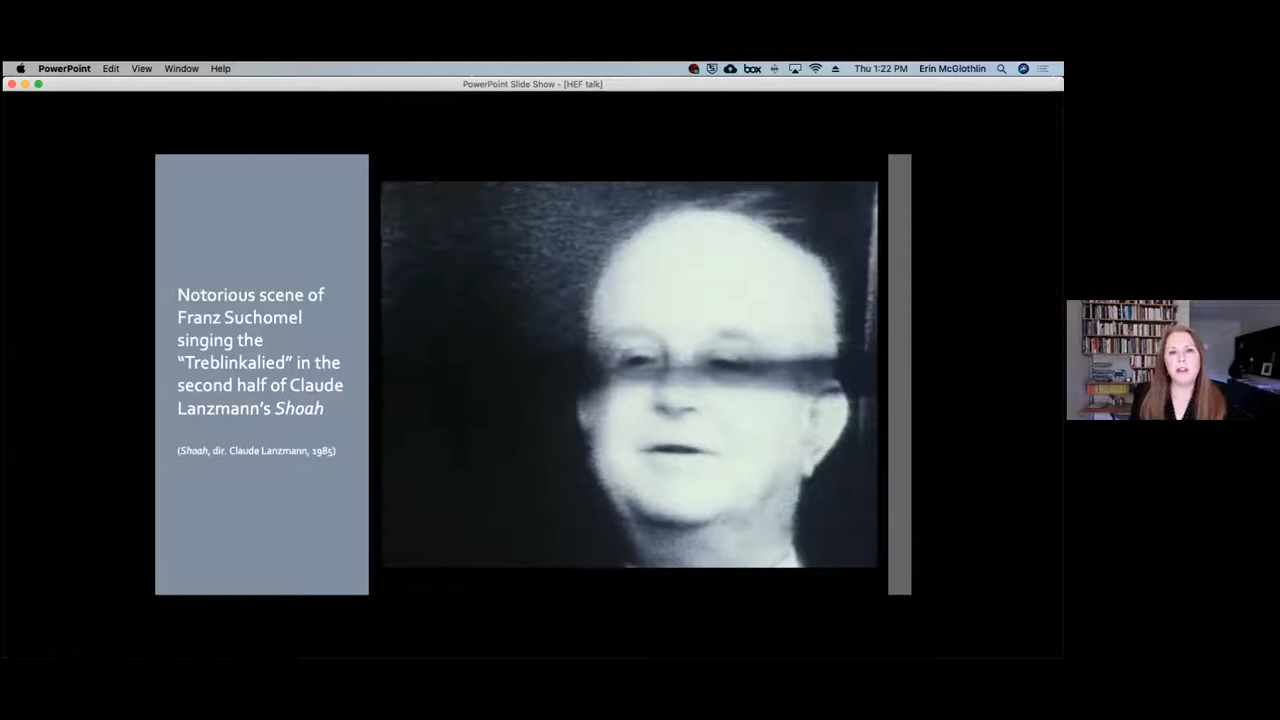 PowerPoint Edit View Window Help box Thu 1:22 PM Erin McGlothlin
PowerPoint Slide Show - [HEF talk]
Notorious scene of
Franz Suchomel
singing the
“Treblinkalied” in the
second half of Claude
Lanzmann’s Shoah
(Shoah, dir. Claude Lanzmann, 1985)